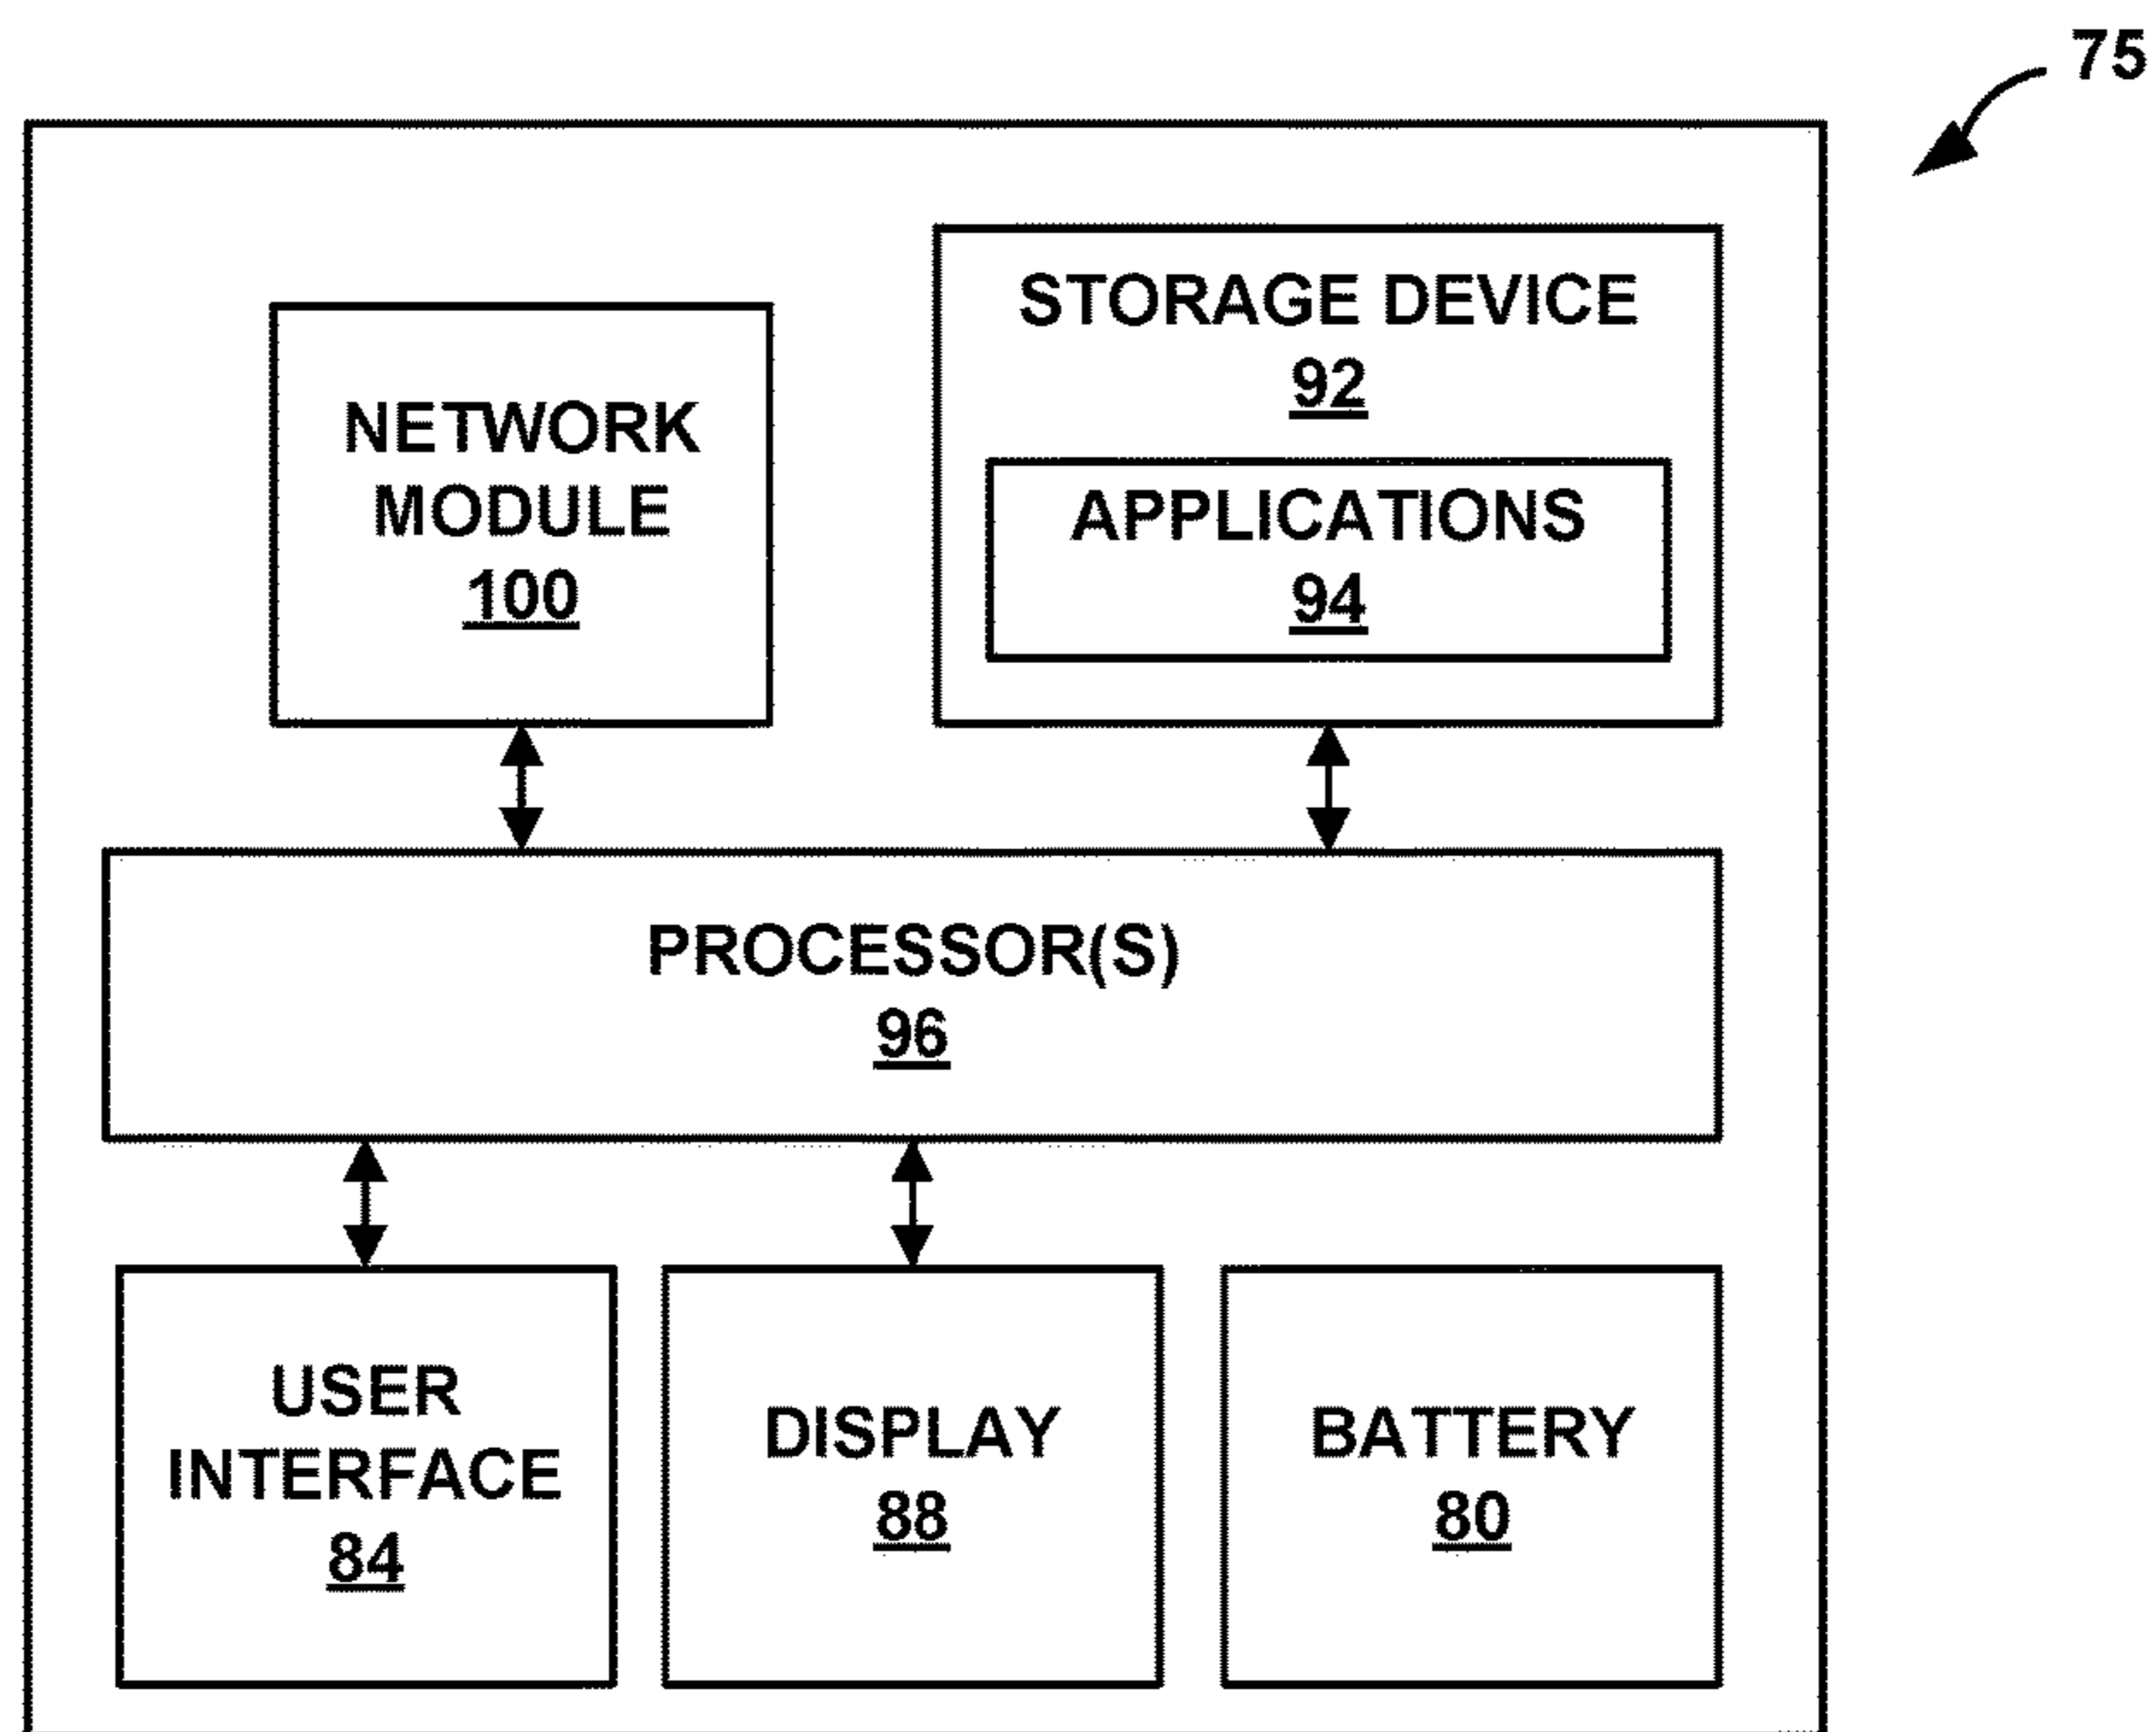 75
STORAGE DEVICE
92
APPLICATIONS
94
NETWORK
MODULE
100
PROCESSOR(S)
96
USER
INTERFACE
84
DISPLAY
88
BATTERY
80